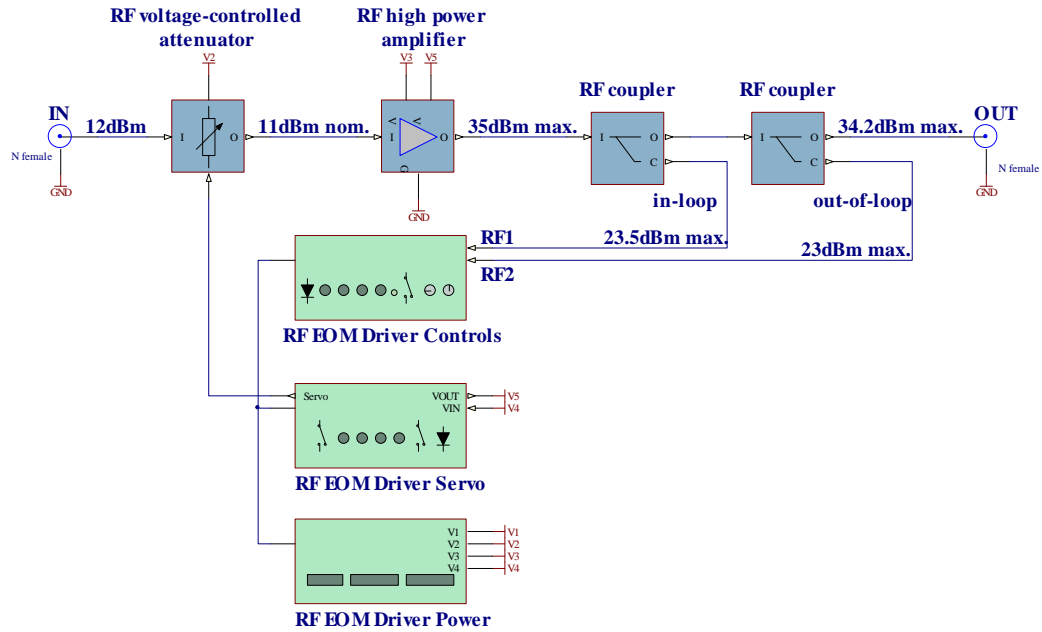 RF voltage-controlled
attenuator
RF high power
amplifier
V2
V3
V5
RF coupler
RF coupler
IN
12dBm
N female
GND
I
O
11dBm nom.
I
V
V
O
G
GND
35dBm max.
I
O
C
I
O
C
34.2dBm max.
OUT
N female
GND
in-loop
out-of-loop
23.5dBm max.
23dBm max.
RF1
RF2
RF EOM Driver Controls
Servo
VOUT
VIN
V5
V4
RF EOM Driver Servo
V1
V2
V3
V4
V1
V2
V3
V4
RF EOM Driver Power